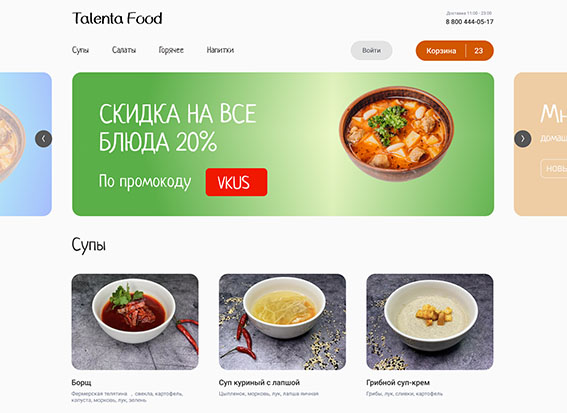 Talenta Food
Доставка 11:00 - 23:00
8 800 444-05-17
Супы Салаты Горячее Напитки Войти Корзина 23
СКИДКА НА ВСЕ
БЛЮДА 20%
По промокоду VKUS
Мн
домаш
НОВЫ
Супы
Борщ
Фермерская телятина , свекла, картофель,
капуста, морковь, лук, зелень
Суп куриный с лапшой
Цыпленок, морковь, лук, лапша яичная
Грибной суп-крем
Грибы, лук, сливки, картофель